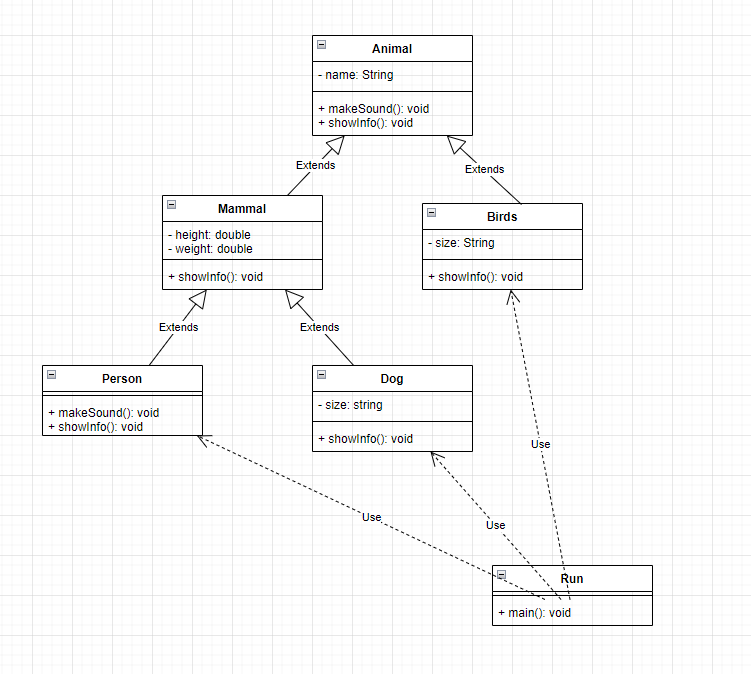 Animal
- name: String
+ makeSound(): void
+ showInfo(): void
Extends
Extends
Mammal
- height: double
- weight: double
+ showInfo(): void
Birds
- size: String
+ showInfo(): void
Extends
Extends
Person
+ makeSound(): void
+ showInfo(): void
Dog
- size: string
+ showInfo(): void
Use
Use
Use
Run
+ main(): void